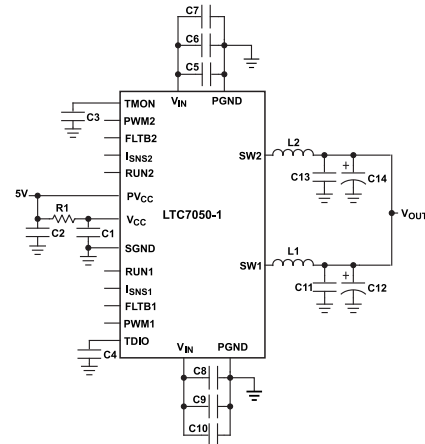 C7
C6
C5
VIN
PGND
TMON
C3
PWM2
FLTB2
ISNS2
RUN2
5V
PVCC
R1
VCC
C2
C1
SGND
LTC7050-1
RUN1
ISNS1
FLTB1
PWM1
TDIO
C4
SW2
L2
+
C13
C14
VOUT
SW1
L1
+
C11
C12
VIN
PGND
C8
C9
C10